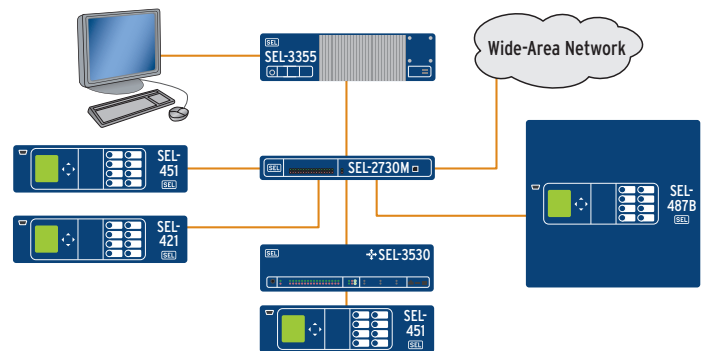 SEL
SEL-3355
Wide-Area Network
SEL-
451
SEL
SEL
SEL-2730M
SEL-
487B
SEL
SEL-
421
SEL
SEL
SEL-3530
SEL-
451
SEL